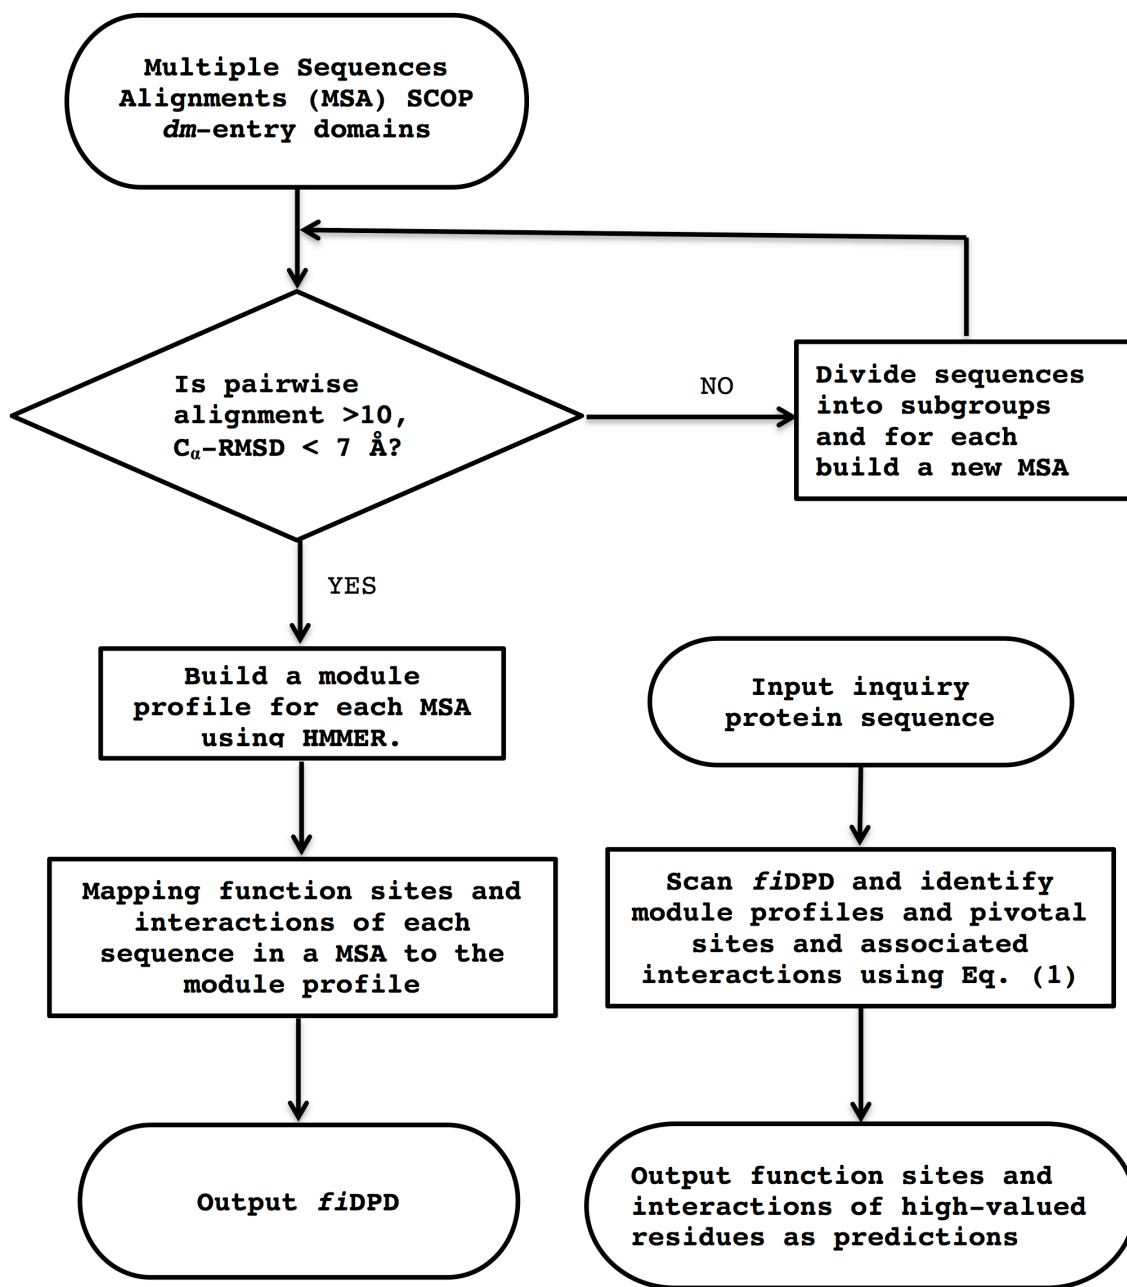 Multiple Sequences
Alignments (MSA) SCOP
dm-entry domains
Is pairwise
alignment >10,
Cα-RMSD < 7 Å?
NO
Divide sequences
into subgroups
and for each
build a new MSA
YES
Build a module
profile for each MSA
using HMMER.
Input inquiry
protein sequence
Mapping function sites and
interactions of each
sequence in a MSA to the
module profile
Scan fiDPD and identify
module profiles and pivotal
sites and associated
interactions using Eq. (1)
Output fiDPD
Output function sites and
interactions of high-valued
residues as predictions